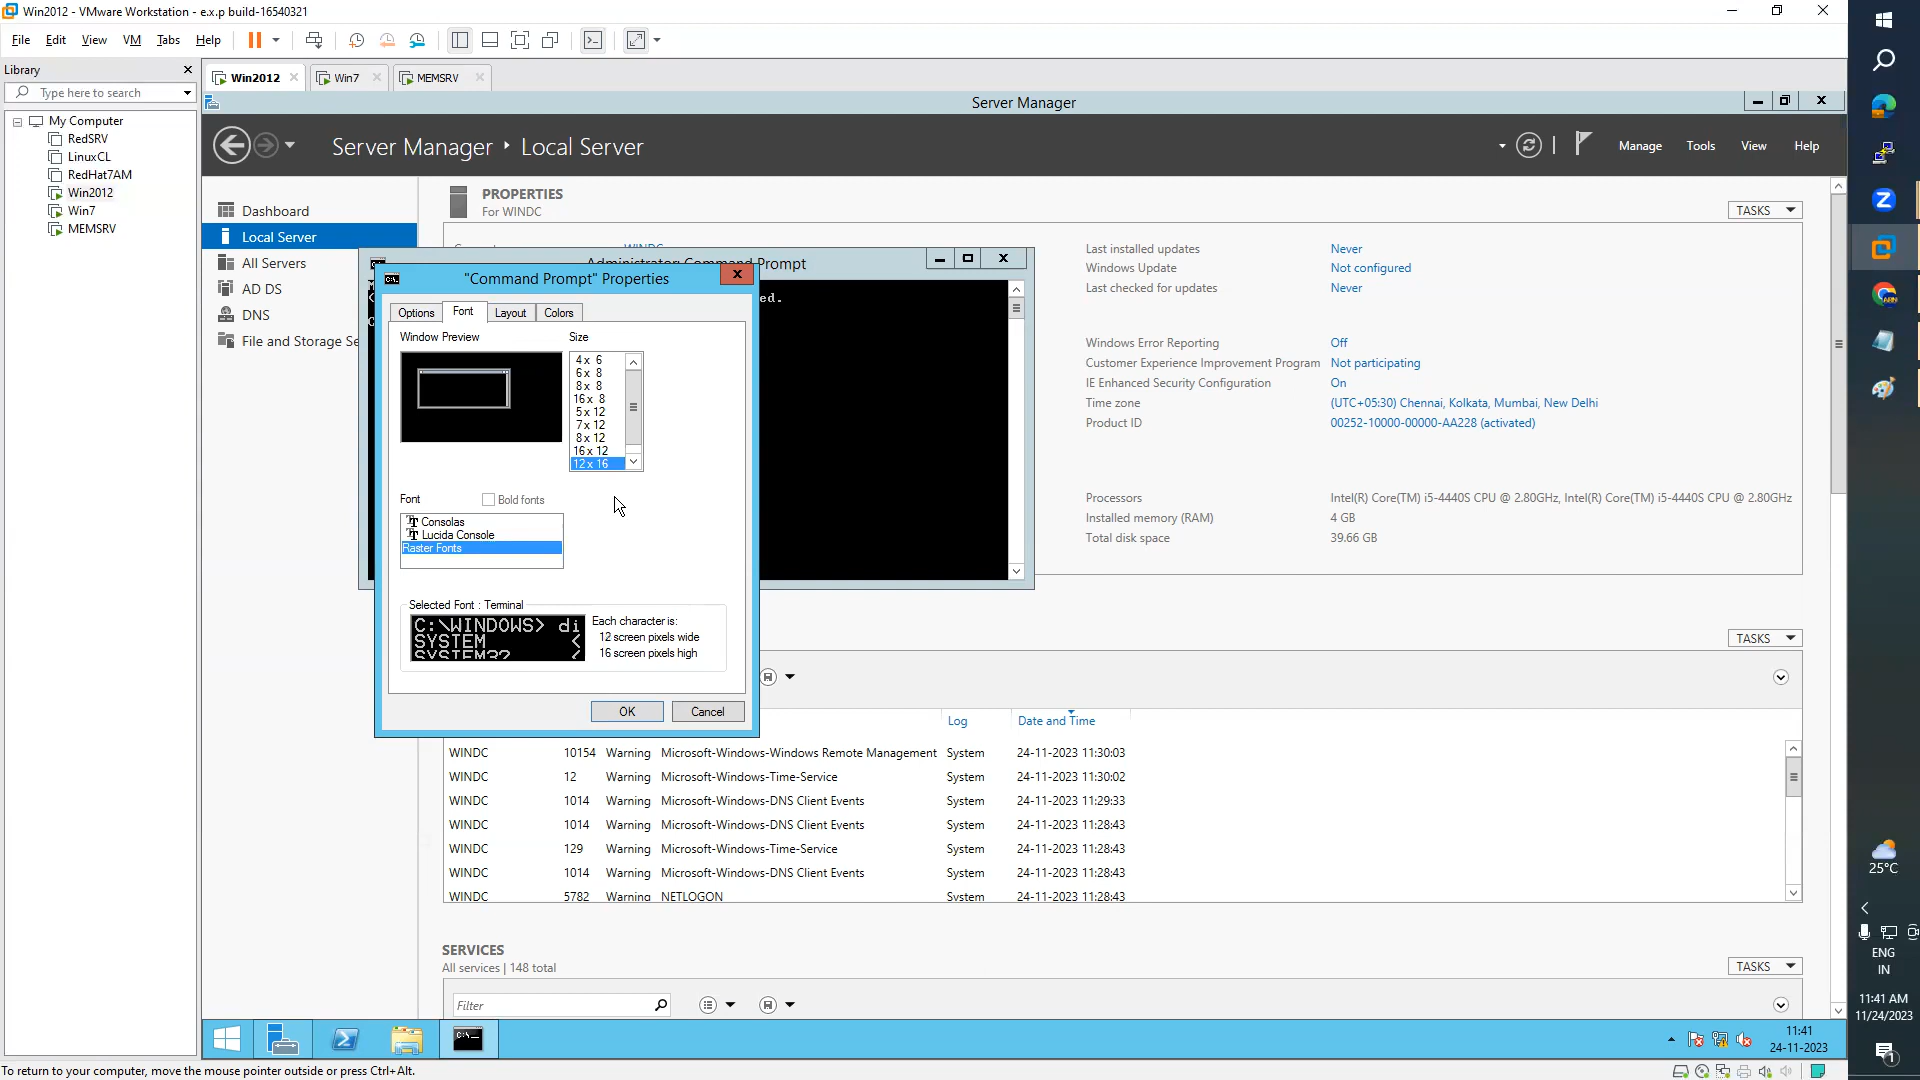 Win2012 - VMware Workstation - e.x.p build-16540321
File Edit View VM Tabs Help
Library
Type here to search
My Computer
RedSRV
LinuxCL
RedHat7AM
Win2012
Win7
MEMSRV
Win2012 Win7 MEMSRV
Server Manager
Server Manager Local Server
Manage Tools View Help
Dashboard
Local Server
All Servers
AD DS
DNS
File and Storage Se
PROPERTIES
For WINDC
TASKS
WINDC
Last installed updates Never
Windows Update Not configured
Last checked for updates Never
Windows Error Reporting Off
Customer Experience Improvement Program Not participating
IE Enhanced Security Configuration On
Time zone (UTC+05:30) Chennai, Kolkata, Mumbai, New Delhi
Product ID 00252-10000-00000-AA228 (activated)
Processors Intel(R) Core(TM) i5-4440S CPU @ 2.80GHz, Intel(R) Core(TM) i5-4440S CPU @ 2.80GHz
Installed memory (RAM) 4 GB
Total disk space 39.66 GB
Administrator: Command Prompt
ed.
"Command Prompt" Properties
Options Font Layout Colors
Window Preview
Size
4 x 6
6 x 8
8 x 8
16 x 8
5 x 12
7 x 12
8 x 12
16 x 12
12 x 16
Font
Bold fonts
Consolas
Lucida Console
Raster Fonts
Selected Font : Terminal
C:\WINDOWS> di
SYSTEM <
SYSTEM32 <
Each character is:
12 screen pixels wide
16 screen pixels high
OK Cancel
TASKS
Log Date and Time
WINDC 10154 Warning Microsoft-Windows-Windows Remote Management System 24-11-2023 11:30:03
WINDC 12 Warning Microsoft-Windows-Time-Service System 24-11-2023 11:30:02
WINDC 1014 Warning Microsoft-Windows-DNS Client Events System 24-11-2023 11:29:33
WINDC 1014 Warning Microsoft-Windows-DNS Client Events System 24-11-2023 11:28:43
WINDC 129 Warning Microsoft-Windows-Time-Service System 24-11-2023 11:28:43
WINDC 1014 Warning Microsoft-Windows-DNS Client Events System 24-11-2023 11:28:43
WINDC 5782 Warning NETLOGON System 24-11-2023 11:28:43
SERVICES
All services | 148 total
TASKS
Filter
11:41
24-11-2023
To return to your computer, move the mouse pointer outside or press Ctrl+Alt.
25°C
ENG
IN
11:41 AM
11/24/2023
1